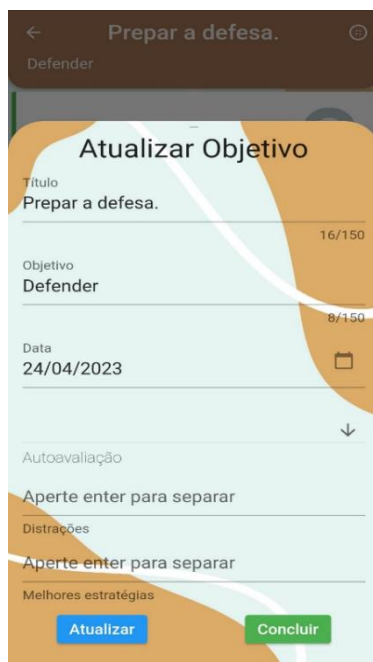 Prepar a defesa.
Defender
Atualizar Objetivo
Título
Prepar a defesa.
16/150
Objetivo
Defender
8/150
Data
24/04/2023
Autoavaliação
Aperte enter para separar
Distrações
Aperte enter para separar
Melhores estratégias
Atualizar
Concluir